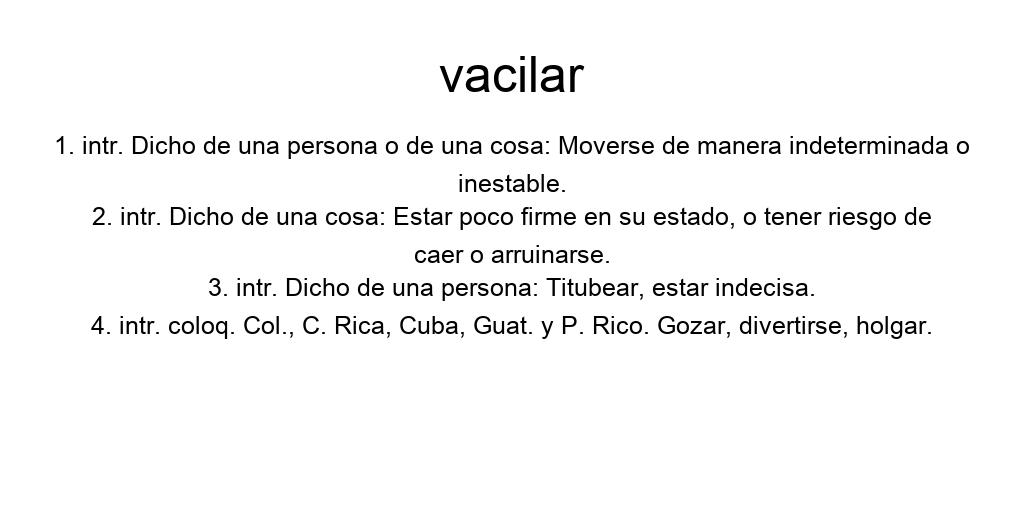 vacilar
1. intr. Dicho de una persona o de una cosa: Moverse de manera indeterminada o
inestable.
2. intr. Dicho de una cosa: Estar poco firme en su estado, o tener riesgo de
caer o arruinarse.
3. intr. Dicho de una persona: Titubear, estar indecisa.
4. intr. coloq. Col., C. Rica, Cuba, Guat. y P. Rico. Gozar, divertirse, holgar.